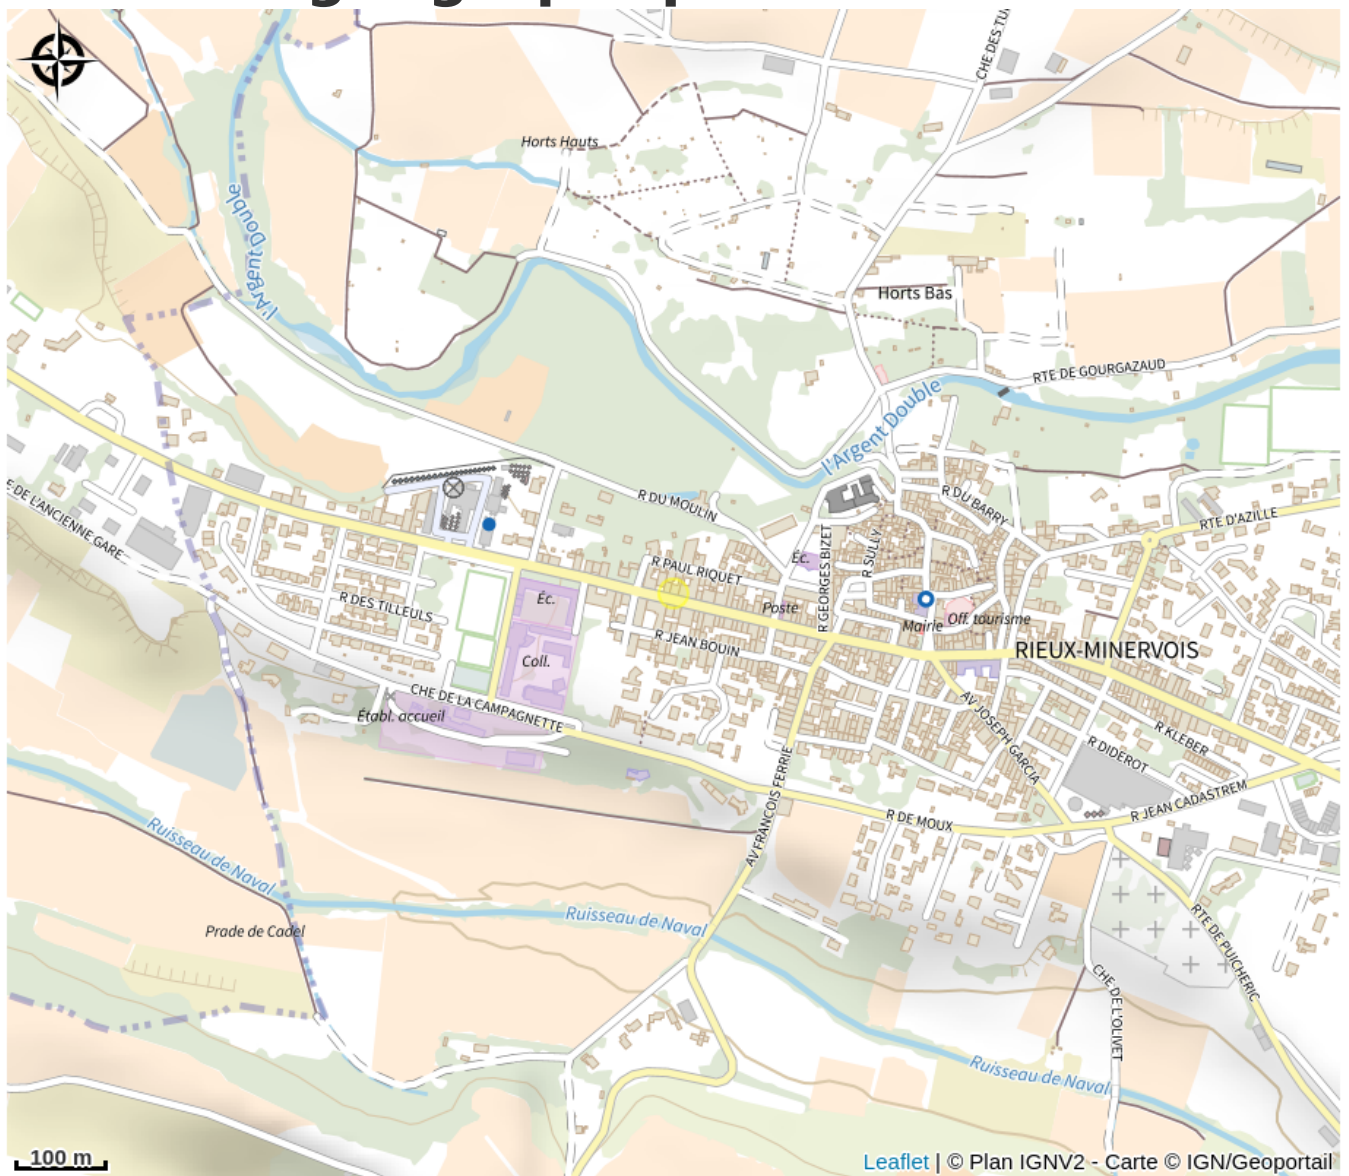 CHE DES TU
Horts Hauts
l'Argent Double
Horts Bas
RTE DE GOURGAZAUD
l'Argent Double
R DU MOULIN
R DU BARRY
RTE D'AZILLE
E DE L'ANCIENNE GARE
R GEORGES BIZET
R SULLY
Éc.
R PAUL RIQUET
Éc.
R DES TILLEULS
Poste
Mairie
Off. tourisme
R JEAN BOUIN
RIEUX-MINERVOIS
Coll.
CHE DE LA CAMPAGNETTE
Établ. accueil
AV JOSEPH GARCIA
R KLEBER
R DIDEROT
AV FRANCOIS FERRIE
R JEAN CADASTREM
R DE MOUX
Ruisseau de Naval
Ruisseau de Naval
Prade de Cadel
RTE DE PUICHERIC
CHE DE L'OLIVET
Ruisseau de Naval
100 m
Leaflet | © Plan IGNV2 - Carte © IGN/Geoportail